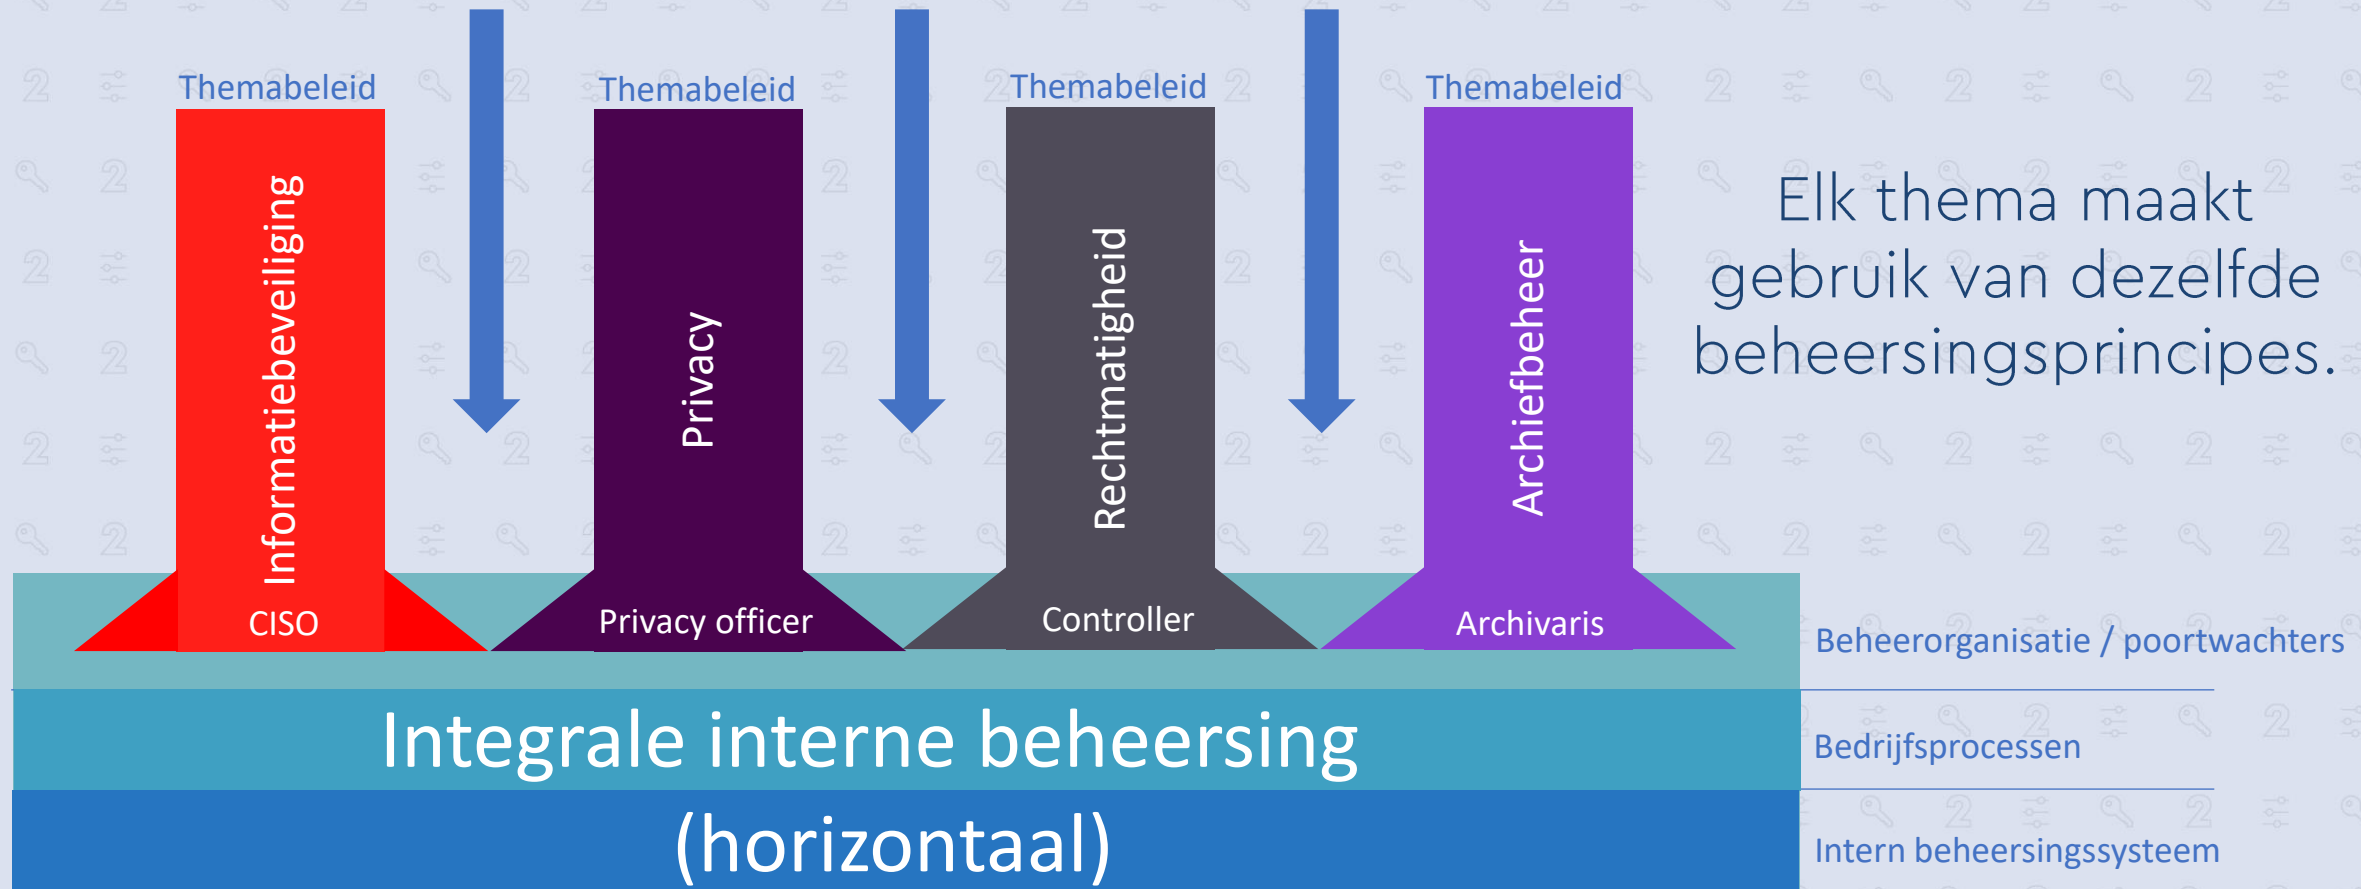 Themabeleid
Themabeleid
Themabeleid
Themabeleid
Informatiebeveiliging
Privacy
Rechtmatigheid
Archiefbeheer
Elk thema maakt
gebruik van dezelfde
beheersingsprincipes.
CISO
Privacy officer
Controller
Archivaris
Beheerorganisatie / poortwachters
Integrale interne beheersing
Bedrijfsprocessen
(horizontaal)
Intern beheersingssysteem